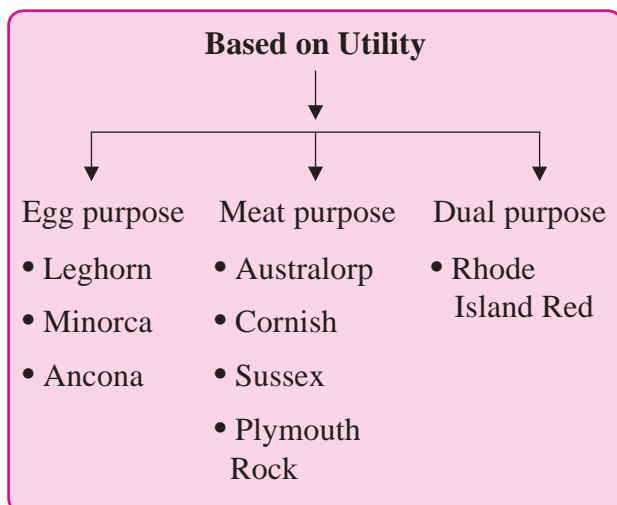 Based on Utility
Egg purpose
• Leghorn
• Minorca
• Ancona
Meat purpose
• Australorp
• Cornish
• Sussex
• Plymouth
Rock
Dual purpose
• Rhode
Island Red